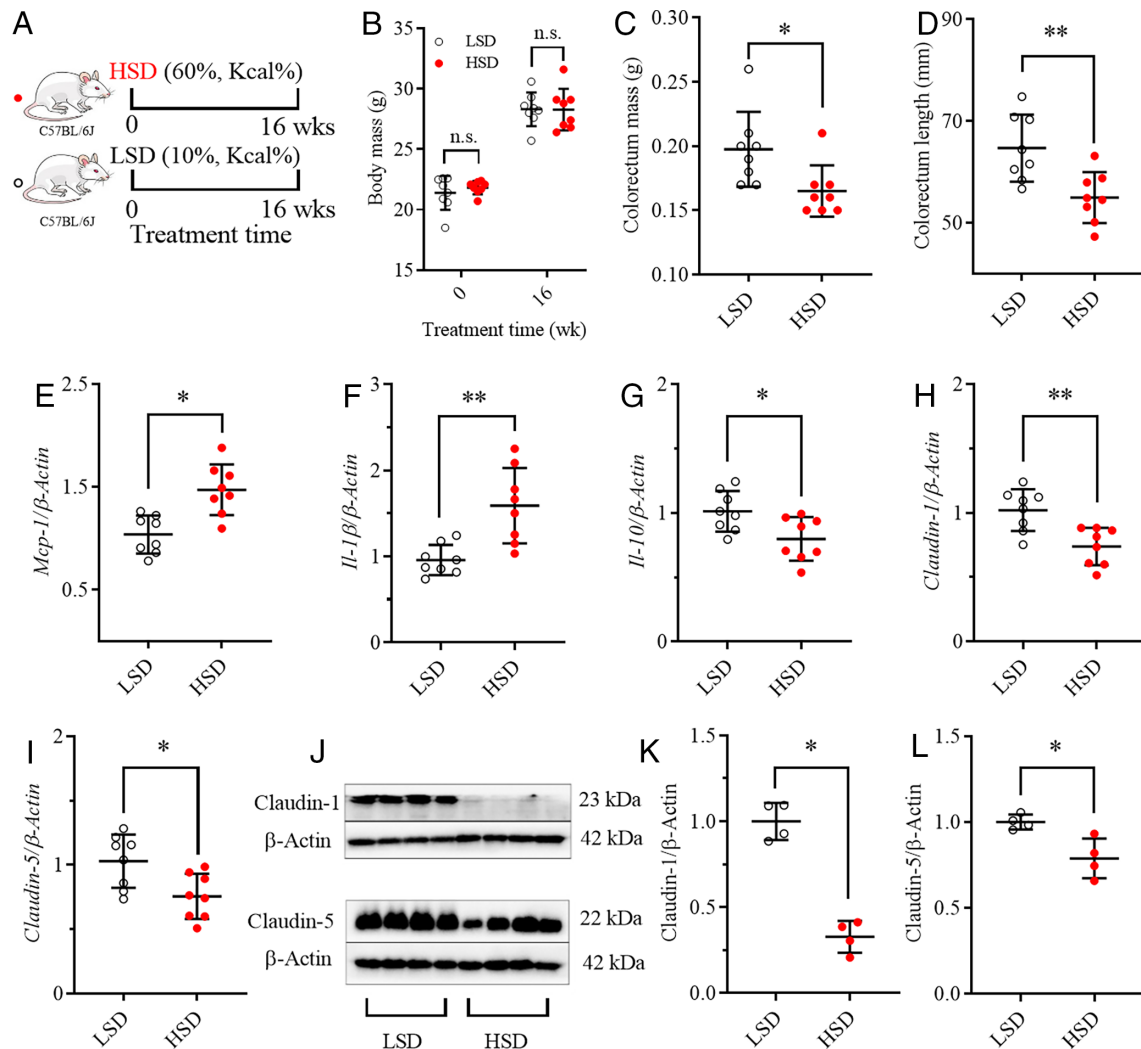 A
HSD (60%, Kcal%)
C57BL/6J
0
16 wks
LSD (10%, Kcal%)
C57BL/6J
0
16 wks
Treatment time
B
Body mass (g)
35
30
25
20
15
LSD
HSD
n.s.
n.s.
0
16
Treatment time (wk)
C
Colorectum mass (g)
0.30
0.25
0.20
0.15
0.10
*
LSD
HSD
D
Colorectum length (mm)
90
70
50
**
LSD
HSD
E
Mcp-1/β-Actin
2.5
1.5
0.5
*
LSD
HSD
F
Il-1β/β-Actin
3
2
1
0
**
LSD
HSD
G
Il-10/β-Actin
2
1
0
*
LSD
HSD
H
Claudin-1/β-Actin
2
1
0
**
LSD
HSD
I
Claudin-5/β-Actin
2
1
0
*
LSD
HSD
J
Claudin-1
23 kDa
β-Actin
42 kDa
Claudin-5
22 kDa
β-Actin
42 kDa
LSD
HSD
K
Claudin-1/β-Actin
1.5
1.0
0.5
0.0
*
LSD
HSD
L
Claudin-5/β-Actin
1.5
1.0
0.5
0.0
*
LSD
HSD